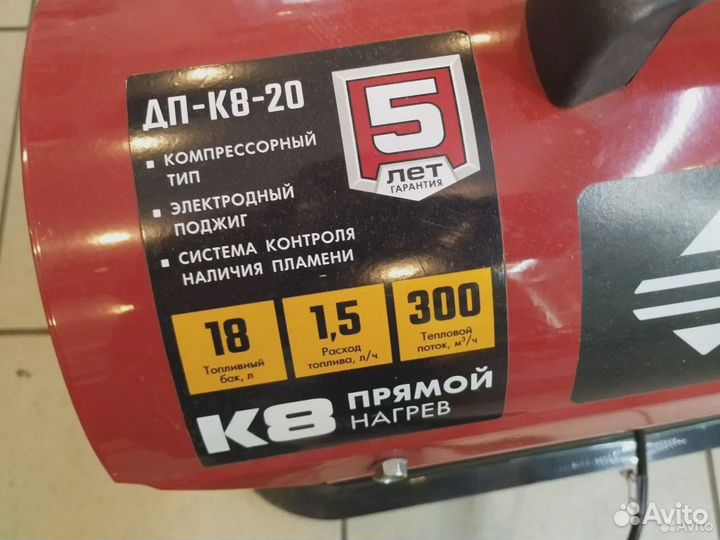 ДП-К8-20
5
лет
ГАРАНТИЯ
▪ КОМПРЕССОРНЫЙ
ТИП
▪ ЭЛЕКТРОДНЫЙ
ПОДЖИГ
▪ СИСТЕМА КОНТРОЛЯ
НАЛИЧИЯ ПЛАМЕНИ
18
Топливный
бак, л
1,5
Расход
топлива, л/ч
300
Тепловой
поток, м³/ч
К8 ПРЯМОЙ
НАГРЕВ
Avito